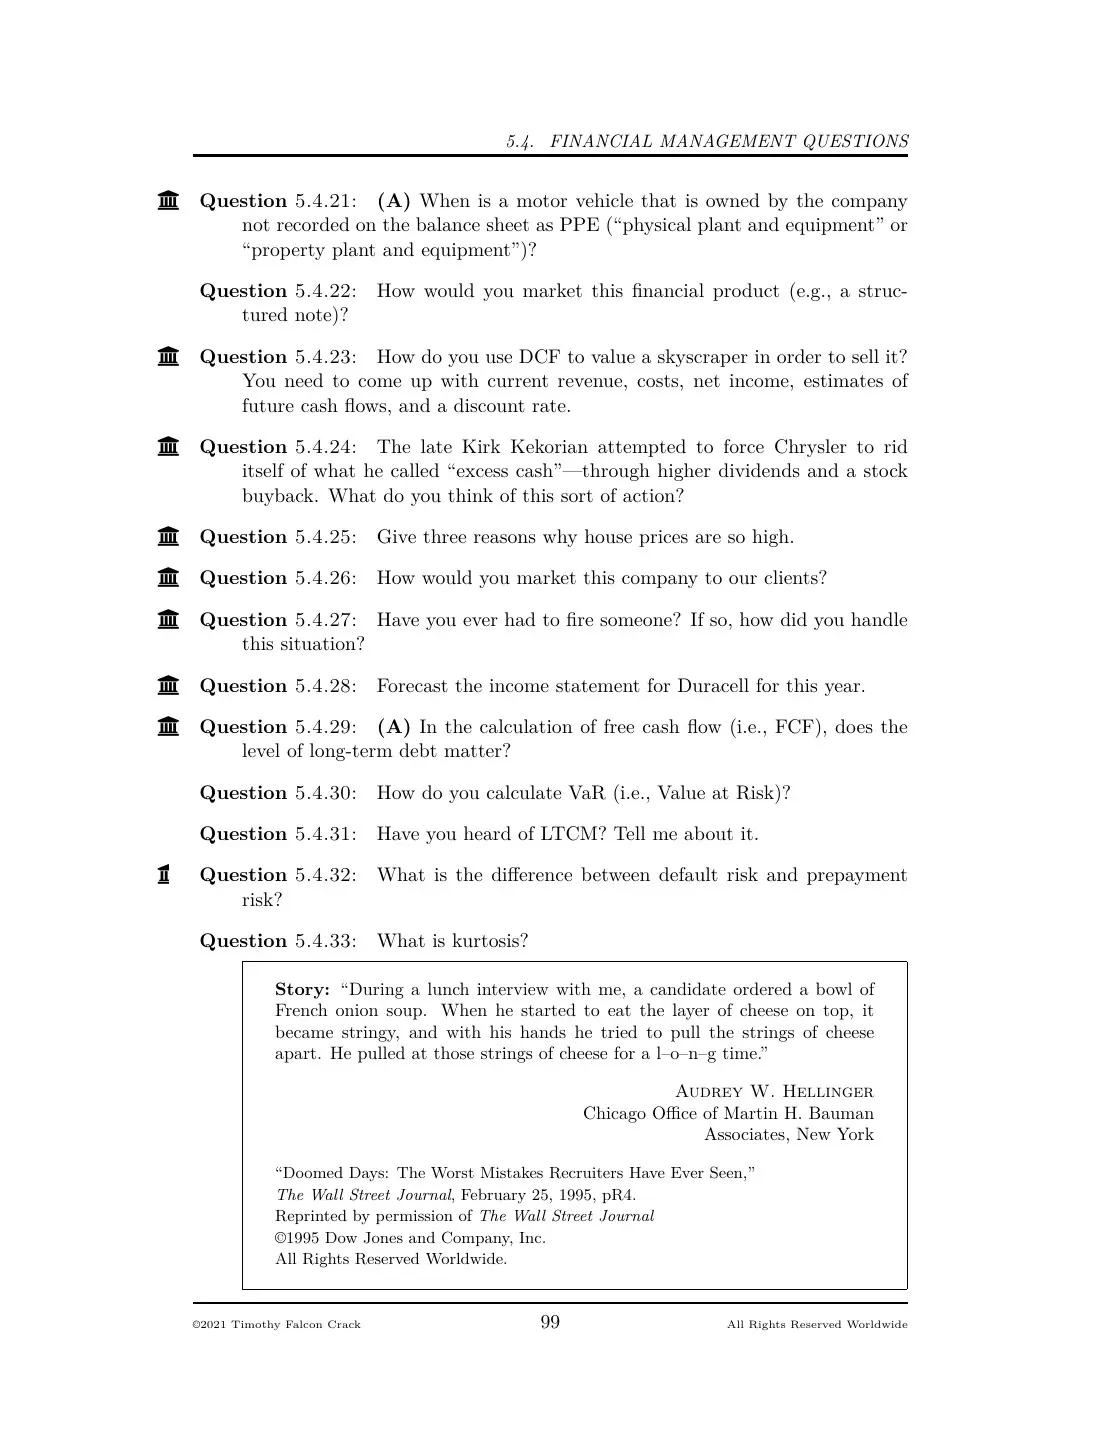 5.4. FINANCIAL MANAGEMENT QUESTIONS
Question 5.4.21: (A) When is a motor vehicle that is owned by the company
not recorded on the balance sheet as PPE (“physical plant and equipment” or
“property plant and equipment”)?
Question 5.4.22: How would you market this financial product (e.g., a struc-
tured note)?
Question 5.4.23: How do you use DCF to value a skyscraper in order to sell it?
You need to come up with current revenue, costs, net income, estimates of
future cash flows, and a discount rate.
Question 5.4.24: The late Kirk Kekorian attempted to force Chrysler to rid
itself of what he called “excess cash”—through higher dividends and a stock
buyback. What do you think of this sort of action?
Question 5.4.25: Give three reasons why house prices are so high.
Question 5.4.26: How would you market this company to our clients?
Question 5.4.27: Have you ever had to fire someone? If so, how did you handle
this situation?
Question 5.4.28: Forecast the income statement for Duracell for this year.
Question 5.4.29: (A) In the calculation of free cash flow (i.e., FCF), does the
level of long-term debt matter?
Question 5.4.30: How do you calculate VaR (i.e., Value at Risk)?
Question 5.4.31: Have you heard of LTCM? Tell me about it.
Question 5.4.32: What is the difference between default risk and prepayment
risk?
Question 5.4.33: What is kurtosis?
Story: “During a lunch interview with me, a candidate ordered a bowl of
French onion soup. When he started to eat the layer of cheese on top, it
became stringy, and with his hands he tried to pull the strings of cheese
apart. He pulled at those strings of cheese for a l–o–n–g time.”
AUDREY W. HELLINGER
Chicago Office of Martin H. Bauman
Associates, New York
“Doomed Days: The Worst Mistakes Recruiters Have Ever Seen,”
The Wall Street Journal, February 25, 1995, pR4.
Reprinted by permission of The Wall Street Journal
©1995 Dow Jones and Company, Inc.
All Rights Reserved Worldwide.
©2021 Timothy Falcon Crack 99 All Rights Reserved Worldwide